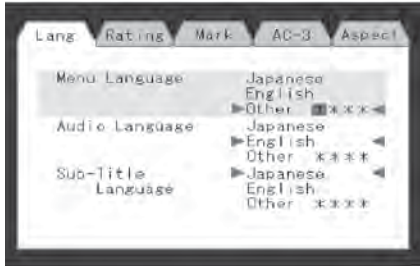 Lang Rating Mark AC-3 Aspect
Menu Language Japanese
English
▶Other ****◀
Audio Language Japanese
▶English ◀
Other ****
Sub-Title ▶Japanese ◀
Language English
Other ****